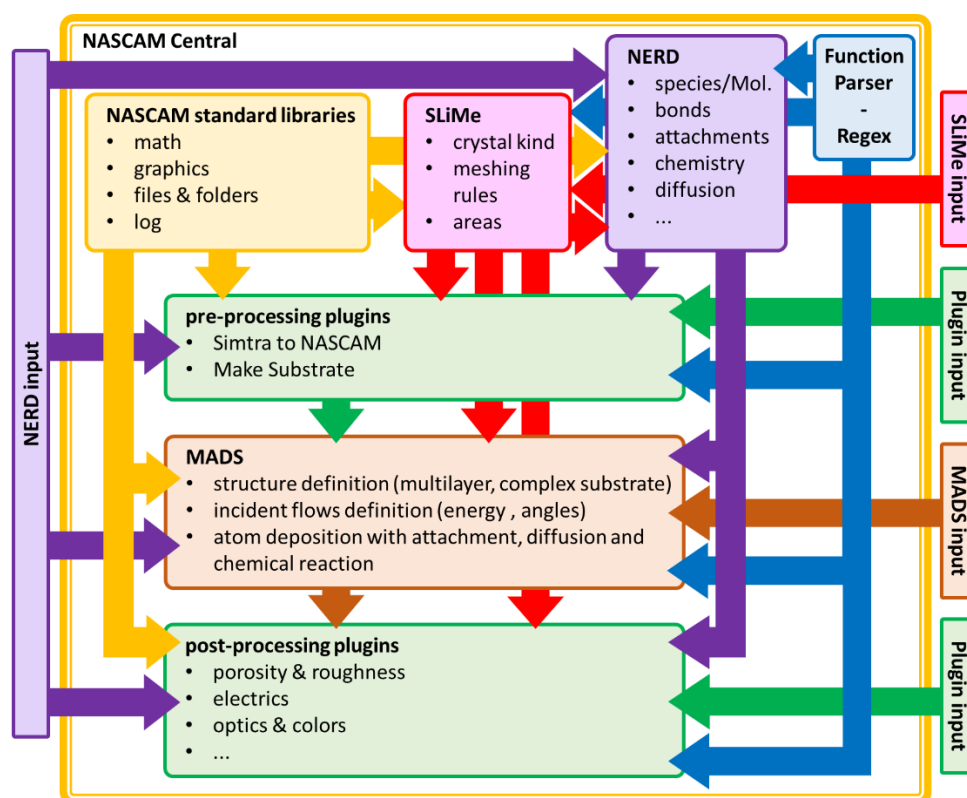 NASCAM Central
NERD input
NASCAM standard libraries
• math
• graphics
• files & folders
• log
SLiMe
• crystal kind
• meshing
rules
• areas
NERD
• species/Mol.
• bonds
• attachments
• chemistry
• diffusion
• ...
Function
Parser
-
Regex
SLiMe input
pre-processing plugins
• Simtra to NASCAM
• Make Substrate
Plugin input
MADS
• structure definition (multilayer, complex substrate)
• incident flows definition (energy , angles)
• atom deposition with attachment, diffusion and
chemical reaction
MADS input
post-processing plugins
• porosity & roughness
• electrics
• optics & colors
• ...
Plugin input